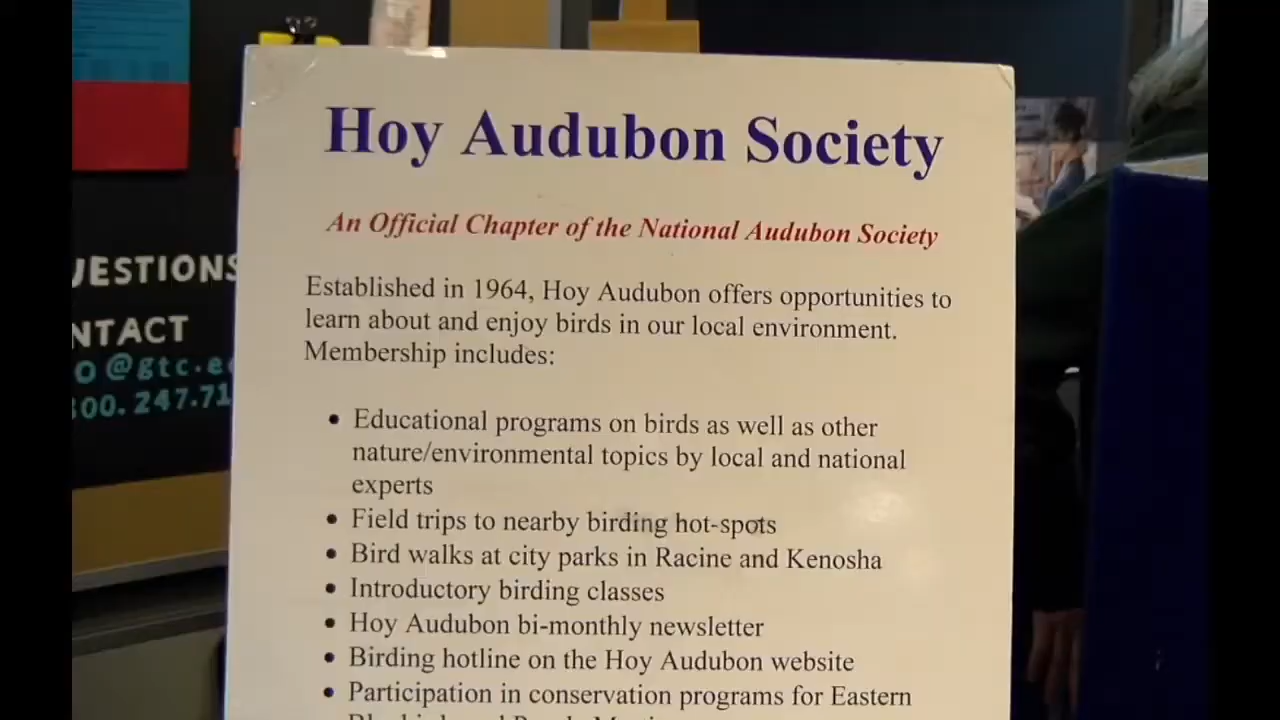 Hoy Audubon Society
An Official Chapter of the National Audubon Society
Established in 1964, Hoy Audubon offers opportunities to
learn about and enjoy birds in our local environment.
Membership includes:
• Educational programs on birds as well as other
nature/environmental topics by local and national
experts
• Field trips to nearby birding hot-spots
• Bird walks at city parks in Racine and Kenosha
• Introductory birding classes
• Hoy Audubon bi-monthly newsletter
• Birding hotline on the Hoy Audubon website
• Participation in conservation programs for Eastern
UESTIONS
NTACT
O@gtc.e
00.247.71